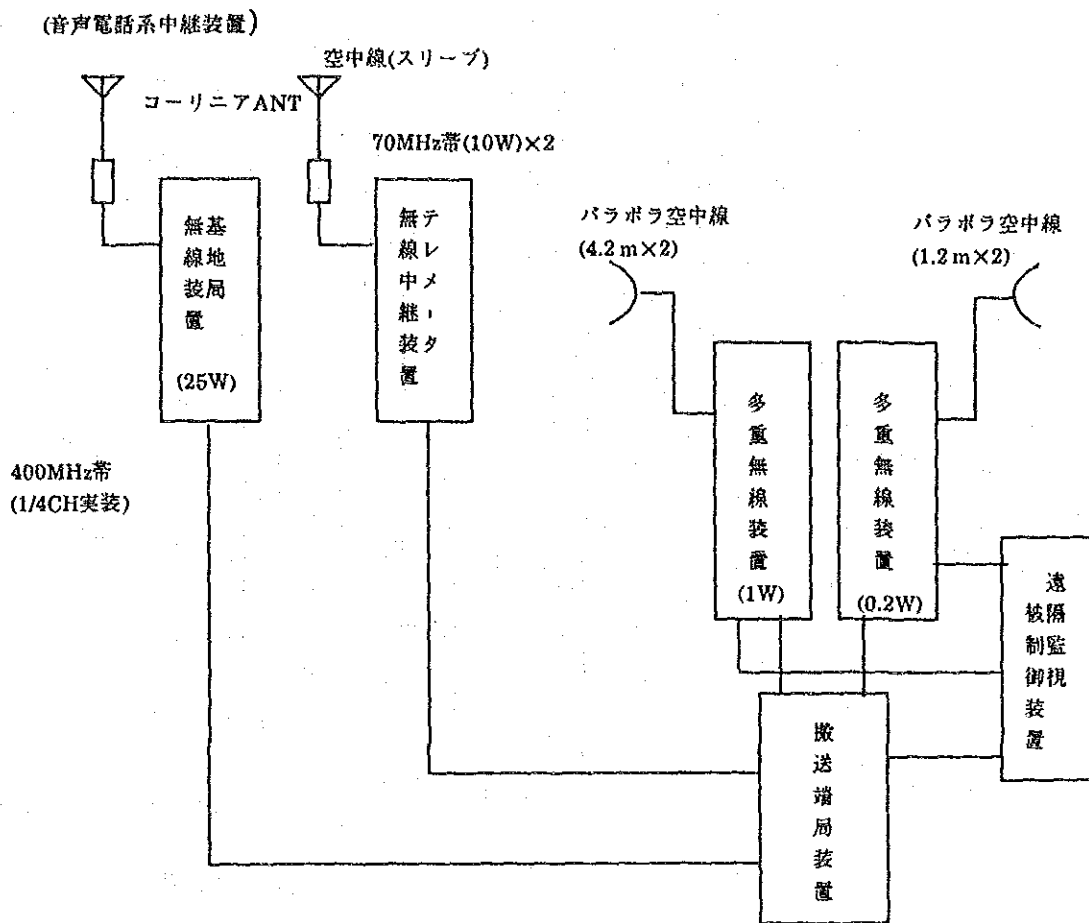 (音声電話系中継装置)
空中線(スリーブ)
コーリニアANT
70MHz帯(10W)×2
基地局
無線装置
(25W)
テレメータ
無線中継装置
パラボラ空中線
(4.2m×2)
パラボラ空中線
(1.2m×2)
多重無線装置
(1W)
多重無線装置
(0.2W)
400MHz帯
(1/4CH実装)
遠隔監視
被制御装置
搬送端局装置